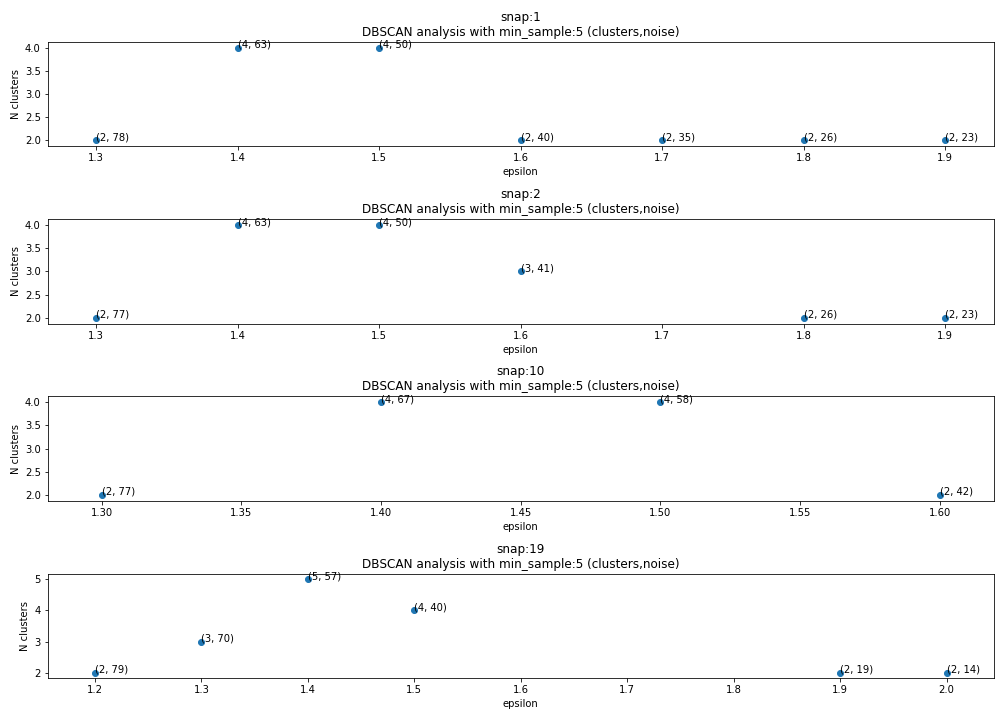 snap:1
DBSCAN analysis with min_sample:5 (clusters,noise)
4.0 (4, 63) (4, 50)
3.5
3.0
2.5
2.0 (2, 78) (2, 40) (2, 35) (2, 26) (2, 23)
N clusters
1.3 1.4 1.5 1.6 1.7 1.8 1.9
epsilon
snap:2
DBSCAN analysis with min_sample:5 (clusters,noise)
4.0 (4, 63) (4, 50)
3.5
3.0 (3, 41)
2.5
2.0 (2, 77) (2, 26) (2, 23)
N clusters
1.3 1.4 1.5 1.6 1.7 1.8 1.9
epsilon
snap:10
DBSCAN analysis with min_sample:5 (clusters,noise)
4.0 (4, 67) (4, 58)
3.5
3.0
2.5
2.0 (2, 77) (2, 42)
N clusters
1.30 1.35 1.40 1.45 1.50 1.55 1.60
epsilon
snap:19
DBSCAN analysis with min_sample:5 (clusters,noise)
5 (5, 57)
4 (4, 40)
3 (3, 70)
2 (2, 79) (2, 19) (2, 14)
N clusters
1.2 1.3 1.4 1.5 1.6 1.7 1.8 1.9 2.0
epsilon